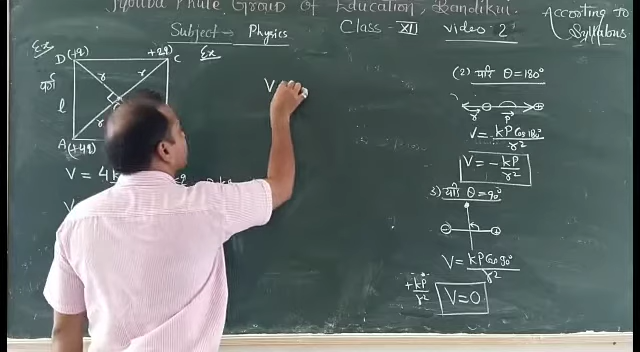 Jyotiba Phule Group of Education, Bandikui.
According To
Syllabus
Subject → Physics
Class - XI
Video 2
Ex
D(+q)
+2q
C
Ex
r
r
l
r
A
(+4q)
V = 4k
V
V =
(2) यदि θ = 180°
r
P
V = kP Cos 180° / r²
V = - kP / r²
3) यदि θ = 90°
V = kP Cos 90° / r²
+kP / r²
V = 0